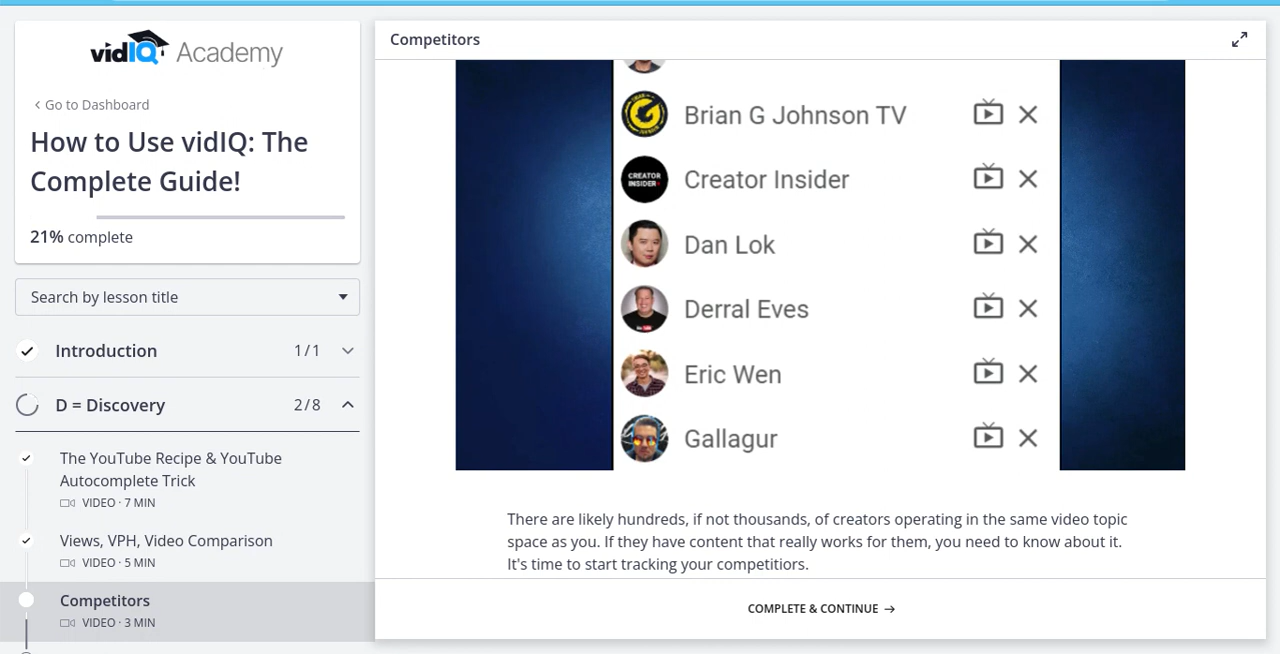 vidIQ Academy
Go to Dashboard
How to Use vidIQ: The
Complete Guide!
21% complete
Search by lesson title
Introduction 1/1
D = Discovery 2/8
The YouTube Recipe & YouTube
Autocomplete Trick
VIDEO · 7 MIN
Views, VPH, Video Comparison
VIDEO · 5 MIN
Competitors
VIDEO · 3 MIN
Competitors
Brian G Johnson TV
CREATOR
INSIDER
Creator Insider
Dan Lok
Derral Eves
Eric Wen
Gallagur
There are likely hundreds, if not thousands, of creators operating in the same video topic
space as you. If they have content that really works for them, you need to know about it.
It's time to start tracking your competitiors.
COMPLETE & CONTINUE →